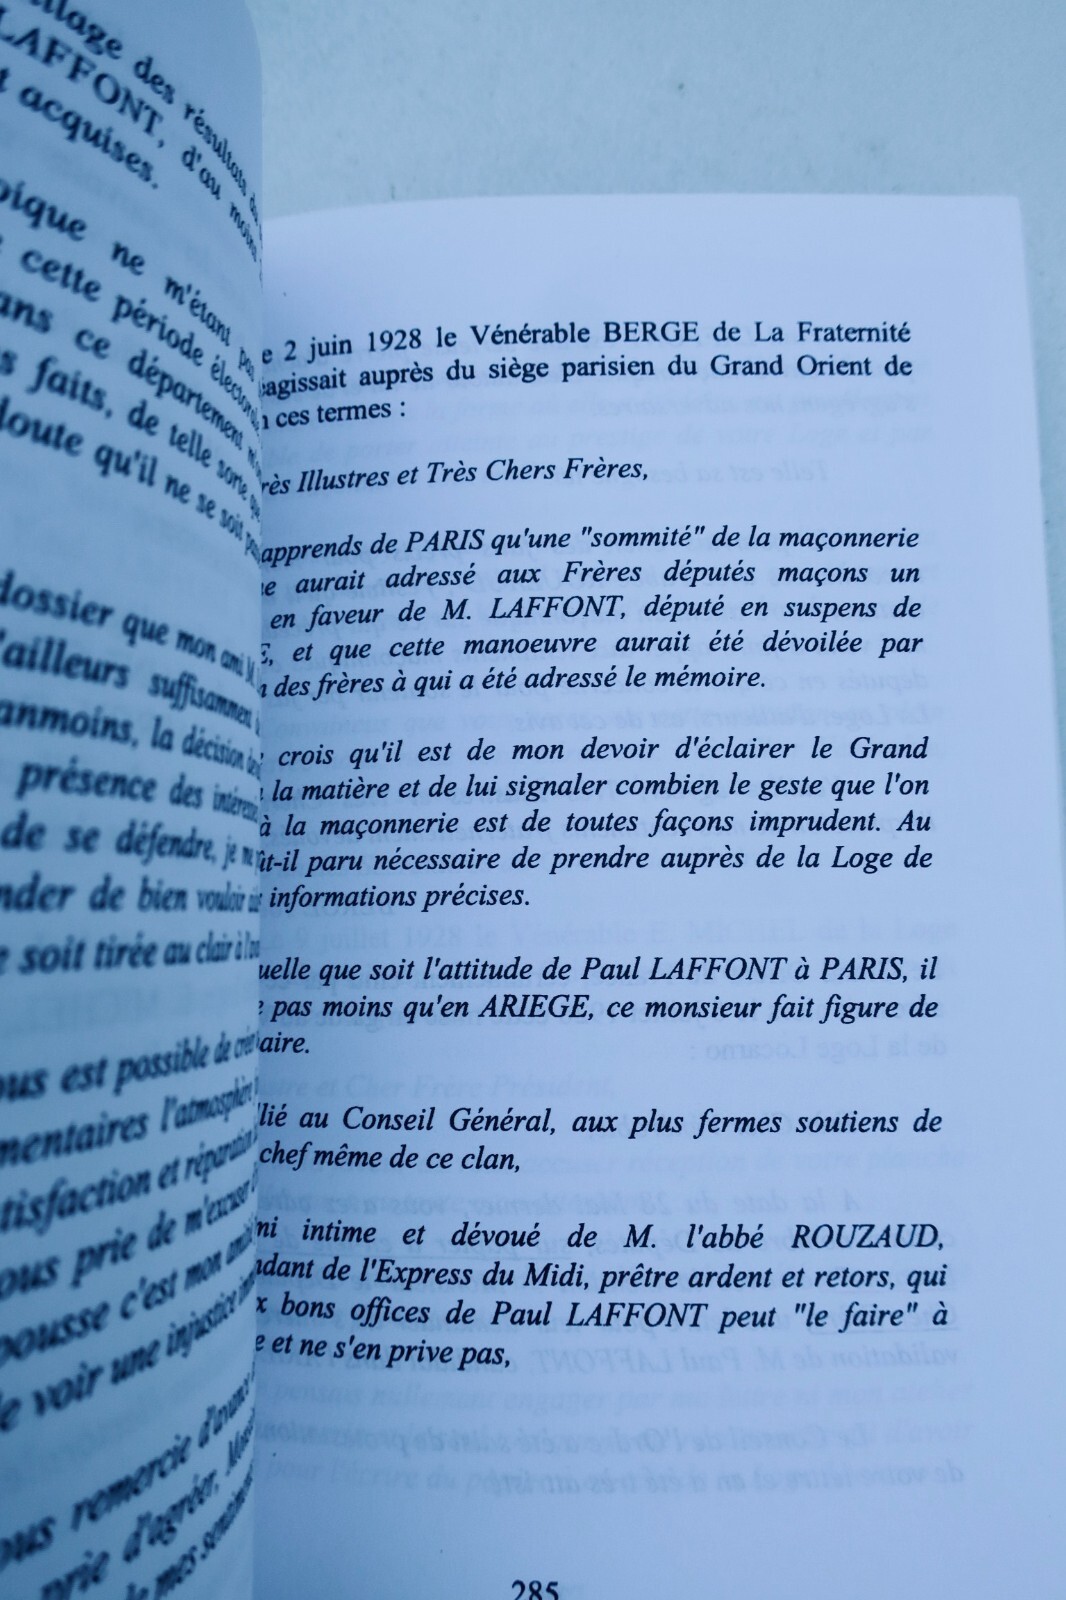 illage des résultats du
LAFFONT, d'au moins
t acquises.
pique ne m'étant pas
cette période électorale
ans ce département
s faits, de telle sorte que
doute qu'il ne se soit pas
dossier que mon ami
d'ailleurs suffisamment
anmoins, la décision
présence des
de se défendre, je
nder de bien vouloir
e soit tirée au clair à
ous est possible de
mentaires l'atmosphère
tisfaction et réparation
ous prie de m'excuser
pousse c'est mon
de voir une injustice
ous remercie d'avance
prie d'agréer,
de mes
e 2 juin 1928 le Vénérable BERGE de La Fraternité
agissait auprès du siège parisien du Grand Orient de
n ces termes :
rès Illustres et Très Chers Frères,
apprends de PARIS qu'une "sommité" de la maçonnerie
e aurait adressé aux Frères députés maçons un
en faveur de M. LAFFONT, député en suspens de
E, et que cette manoeuvre aurait été dévoilée par
n des frères à qui a été adressé le mémoire.
crois qu'il est de mon devoir d'éclairer le Grand
la matière et de lui signaler combien le geste que l'on
à la maçonnerie est de toutes façons imprudent. Au
ût-il paru nécessaire de prendre auprès de la Loge de
informations précises.
uelle que soit l'attitude de Paul LAFFONT à PARIS, il
e pas moins qu'en ARIEGE, ce monsieur fait figure de
aire.
llié au Conseil Général, aux plus fermes soutiens de
chef même de ce clan,
mi intime et dévoué de M. l'abbé ROUZAUD,
ndant de l'Express du Midi, prêtre ardent et retors, qui
x bons offices de Paul LAFFONT peut "le faire" à
e et ne s'en prive pas,
285